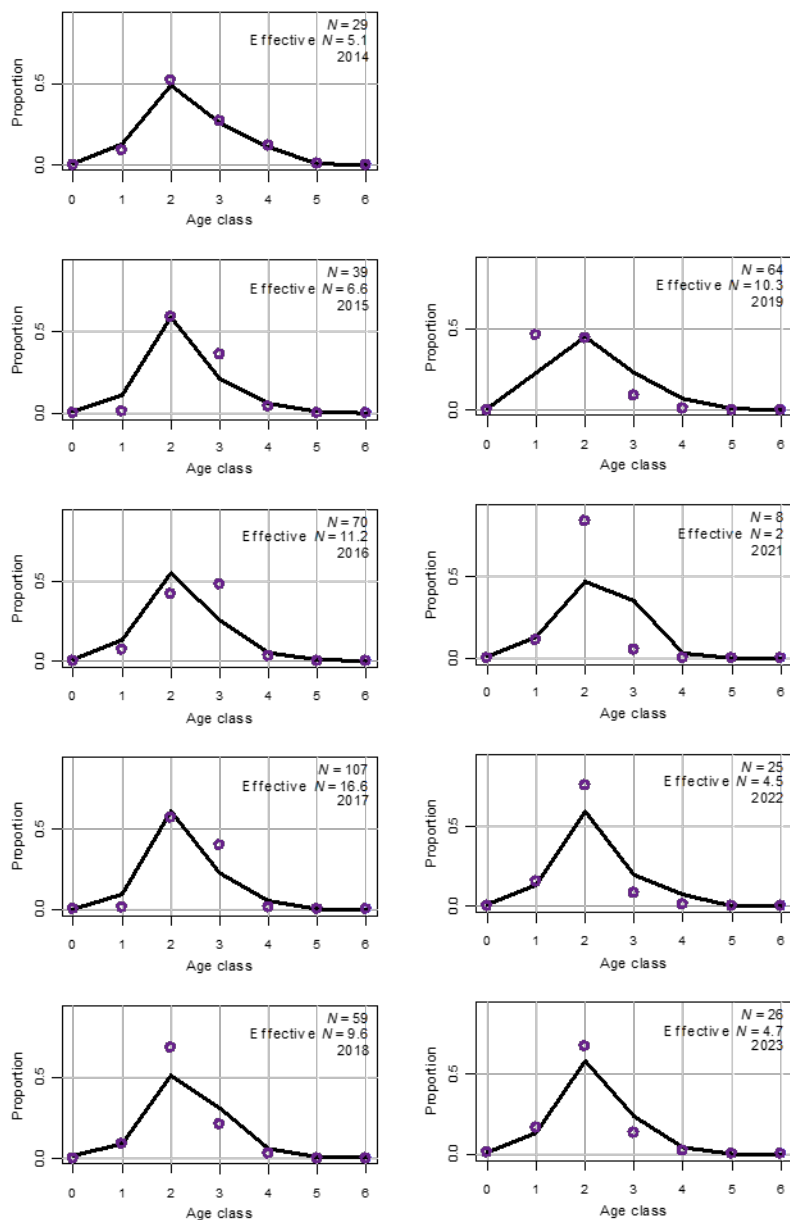 N = 29
Effective N = 5.1
2014
Proportion
0.5
0.0
0 1 2 3 4 5 6
Age class
N = 39
Effective N = 6.6
2015
Proportion
0.5
0.0
0 1 2 3 4 5 6
Age class
N = 70
Effective N = 11.2
2016
Proportion
0.5
0.0
0 1 2 3 4 5 6
Age class
N = 107
Effective N = 16.6
2017
Proportion
0.5
0.0
0 1 2 3 4 5 6
Age class
N = 59
Effective N = 9.6
2018
Proportion
0.5
0.0
0 1 2 3 4 5 6
Age class
N = 64
Effective N = 10.3
2019
Proportion
0.5
0.0
0 1 2 3 4 5 6
Age class
N = 8
Effective N = 2
2021
Proportion
0.5
0.0
0 1 2 3 4 5 6
Age class
N = 25
Effective N = 4.5
2022
Proportion
0.5
0.0
0 1 2 3 4 5 6
Age class
N = 26
Effective N = 4.7
2023
Proportion
0.5
0.0
0 1 2 3 4 5 6
Age class